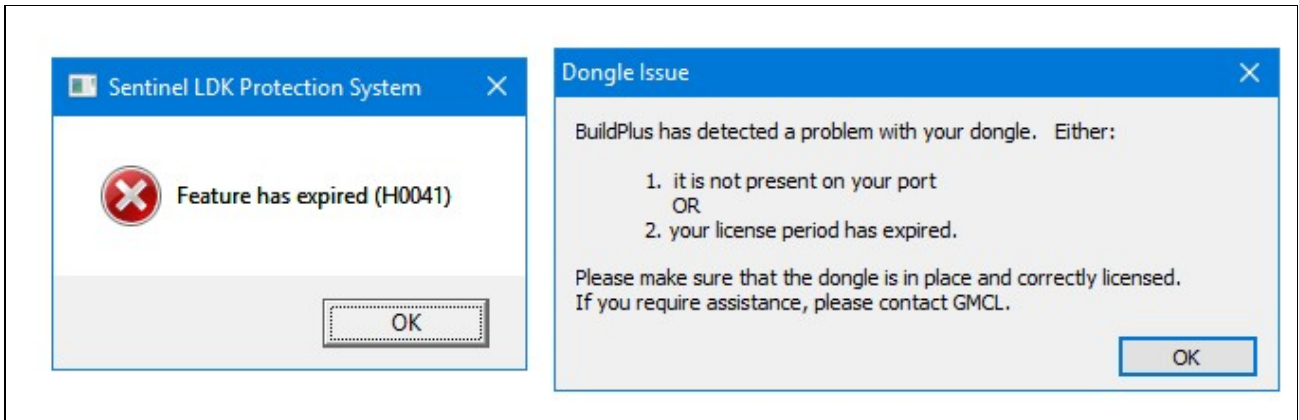 Sentinel LDK Protection System
Feature has expired (H0041)
OK
Dongle Issue
BuildPlus has detected a problem with your dongle. Either:
1. it is not present on your port
OR
2. your license period has expired.
Please make sure that the dongle is in place and correctly licensed.
If you require assistance, please contact GMCL.
OK